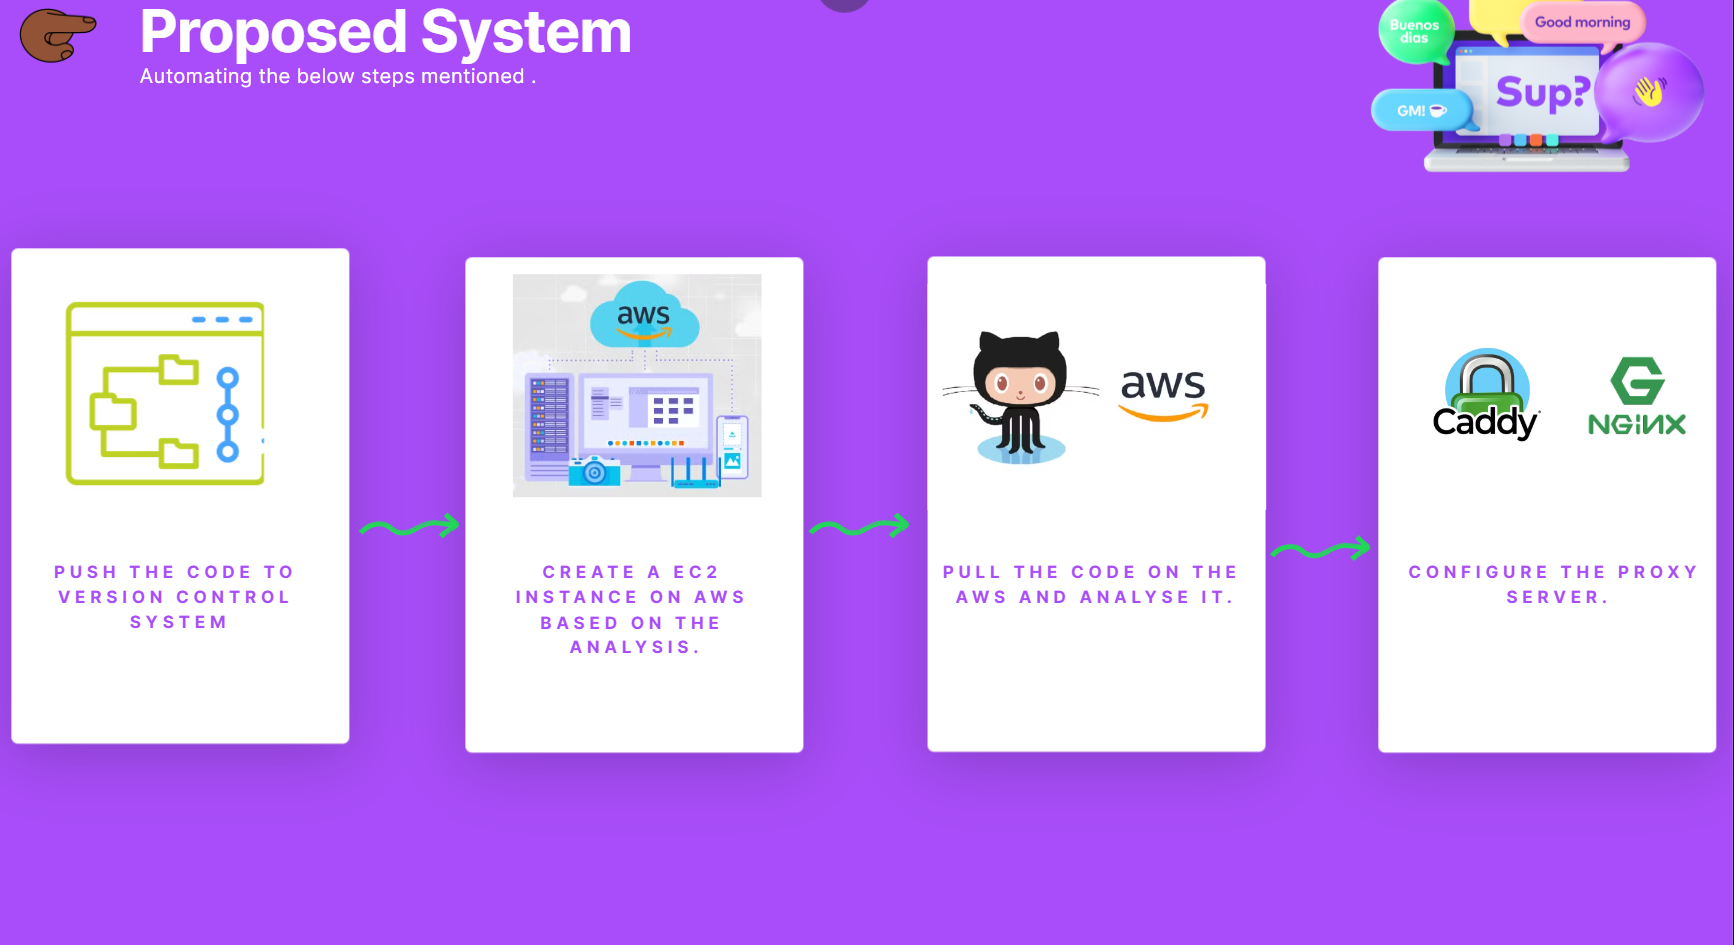 Proposed System
Automating the below steps mentioned .
Buenos
dias
Good morning
Sup?
GM!
aws
aws
Caddy
NGiNX
PUSH THE CODE TO
VERSION CONTROL
SYSTEM
CREATE A EC2
INSTANCE ON AWS
BASED ON THE
ANALYSIS.
PULL THE CODE ON THE
AWS AND ANALYSE IT.
CONFIGURE THE PROXY
SERVER.